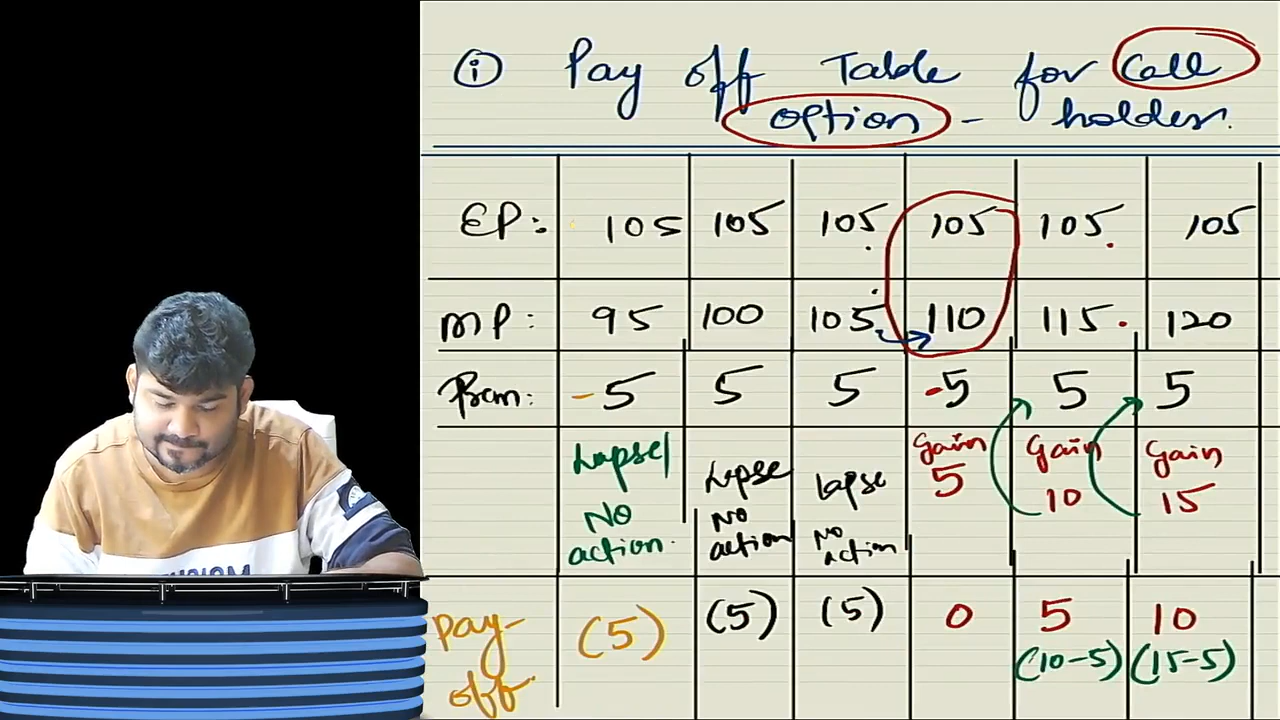 (i) Pay off Table for Call
option - holder.
EP: 105 105 105 105 105 105
MP: 95 100 105 110 115 120
Prem: -5 5 5 -5 5 5
Lapse/ Lapse Lapse Gain Gain Gain
5 10 15
No No No
action. action action
Pay- (5) (5) (5) 0 5 10
off. (10-5) (15-5)